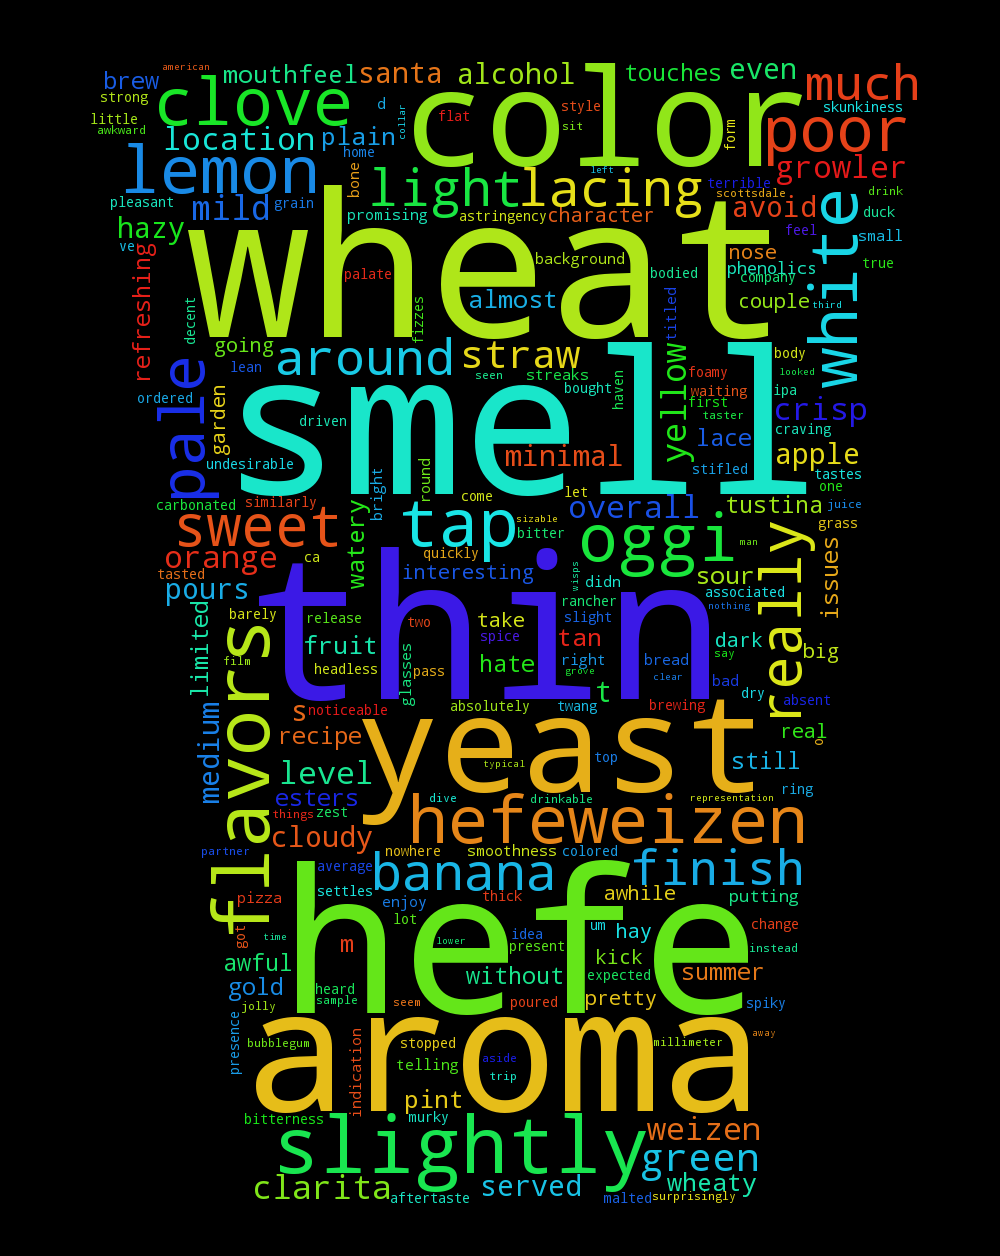 american
brew mouthfeel santa alcohol touches even much
strong clove d collar color style skunkiness
little flat sit form poor
awkward location plain
home left growler
lemon bone light lacing terrible drink
pleasant mild grain scottsdale avoid duck
promising astringency character white
hazy feel small
ve wheat background nose true
refreshing palate bodied phenolics
company
decent fizzes almost titled couple third
going around straw yellow body
lean seen streaks looked
pale smell bought haven foamy ipa
ordered waiting
garden driven first crisp
taster craving
undesirable minimal lace apple
bright round stifled tastes
carbonated similarly come let overall tustina one juice
sweet watery tap sizable oggi grass
bitter really man issues
orange ca quickly
tasted interesting wisps didn sour
pours thin associated
limited barely release rancher nothing
flavors two take slight
fruit spice tan dark
film headless glasses pass hate right grove bread say big
clear bad
t dry absent
medium s noticeable absolutely twang brewing
recipe yeast real o
level typical top still
esters dive drinkable representation ring
things zest hefeweizen
cloudy
partner nowhere smoothness colored finish
average banana
pizza settles enjoy thick awhile putting
hefe lot
got time m lower um hay change
idea present instead
awful without kick
heard expected summer
gold sample seem poured pretty spiky
jolly
presence aroma away
bubblegum indication stopped millimeter
telling aside
trip
pint
bitterness murky
slightly weizen
green
clarita served wheaty
aftertaste malted surprisingly